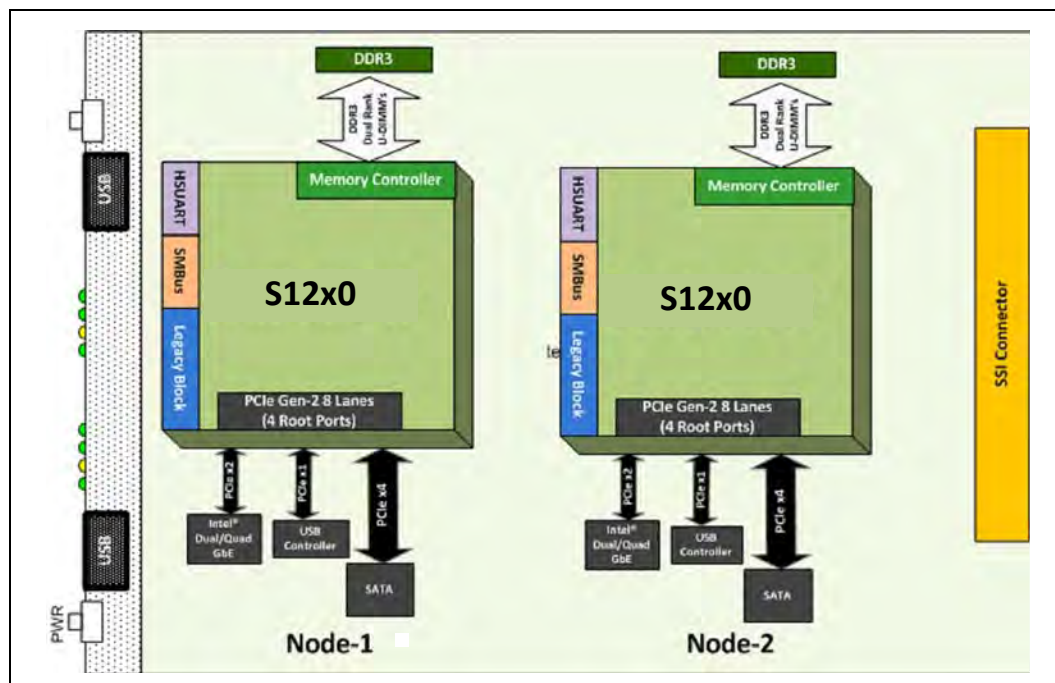 DDR3
DDR3
Dual Rank
U-DIMM's
Memory Controller
HSUART
SMBus
Legacy Block
S12x0
PCIe Gen-2 8 Lanes
(4 Root Ports)
PCIe x2
PCIe x1
PCIe x4
Intel®
Dual/Quad
GbE
USB
Controller
SATA
Node-1
DDR3
DDR3
Dual Rank
U-DIMM's
Memory Controller
HSUART
SMBus
Legacy Block
te
S12x0
PCIe Gen-2 8 Lanes
(4 Root Ports)
PCIe x2
PCIe x1
PCIe x4
Intel®
Dual/Quad
GbE
USB
Controller
SATA
Node-2
USB
USB
PWR
SSI Connector